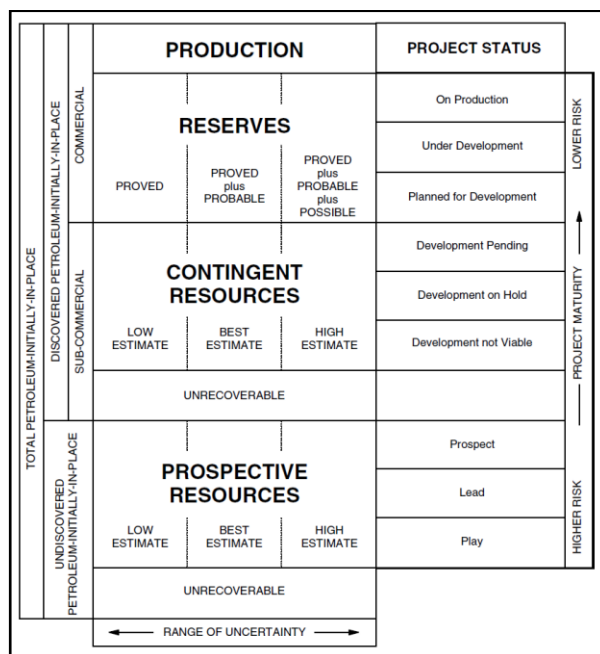 PRODUCTION
PROJECT STATUS
TOTAL PETROLEUM-INITIALLY-IN-PLACE
DISCOVERED PETROLEUM-INITIALLY-IN-PLACE
COMMERCIAL
RESERVES
PROVED
PROVED
plus
PROBABLE
PROVED
plus
PROBABLE
plus
POSSIBLE
On Production
Under Development
Planned for Development
LOWER RISK
SUB-COMMERCIAL
CONTINGENT
RESOURCES
LOW
ESTIMATE
BEST
ESTIMATE
HIGH
ESTIMATE
UNRECOVERABLE
Development Pending
Development on Hold
Development not Viable
PROJECT MATURITY
UNDISCOVERED
PETROLEUM-INITIALLY-IN-PLACE
PROSPECTIVE
RESOURCES
LOW
ESTIMATE
BEST
ESTIMATE
HIGH
ESTIMATE
UNRECOVERABLE
Prospect
Lead
Play
HIGHER RISK
RANGE OF UNCERTAINTY